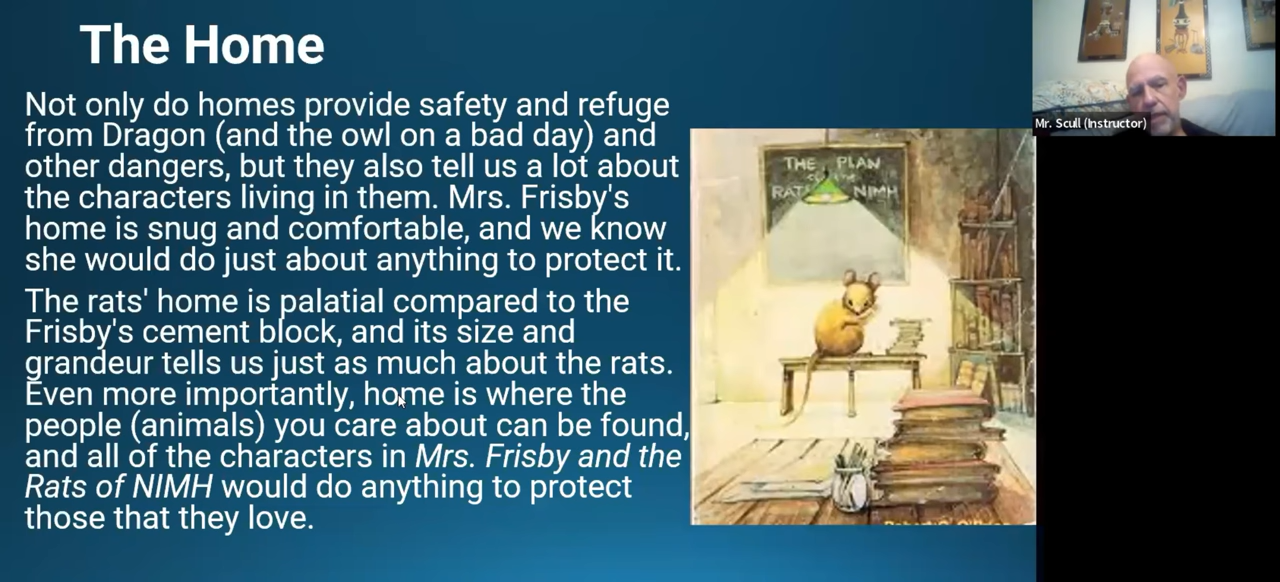 The Home
Not only do homes provide safety and refuge
from Dragon (and the owl on a bad day) and
other dangers, but they also tell us a lot about
the characters living in them. Mrs. Frisby's
home is snug and comfortable, and we know
she would do just about anything to protect it.
The rats' home is palatial compared to the
Frisby's cement block, and its size and
grandeur tells us just as much about the rats.
Even more importantly, home is where the
people (animals) you care about can be found,
and all of the characters in Mrs. Frisby and the
Rats of NIMH would do anything to protect
those that they love.
THE PLAN
RATS NIMH
Mr. Scull (Instructor)